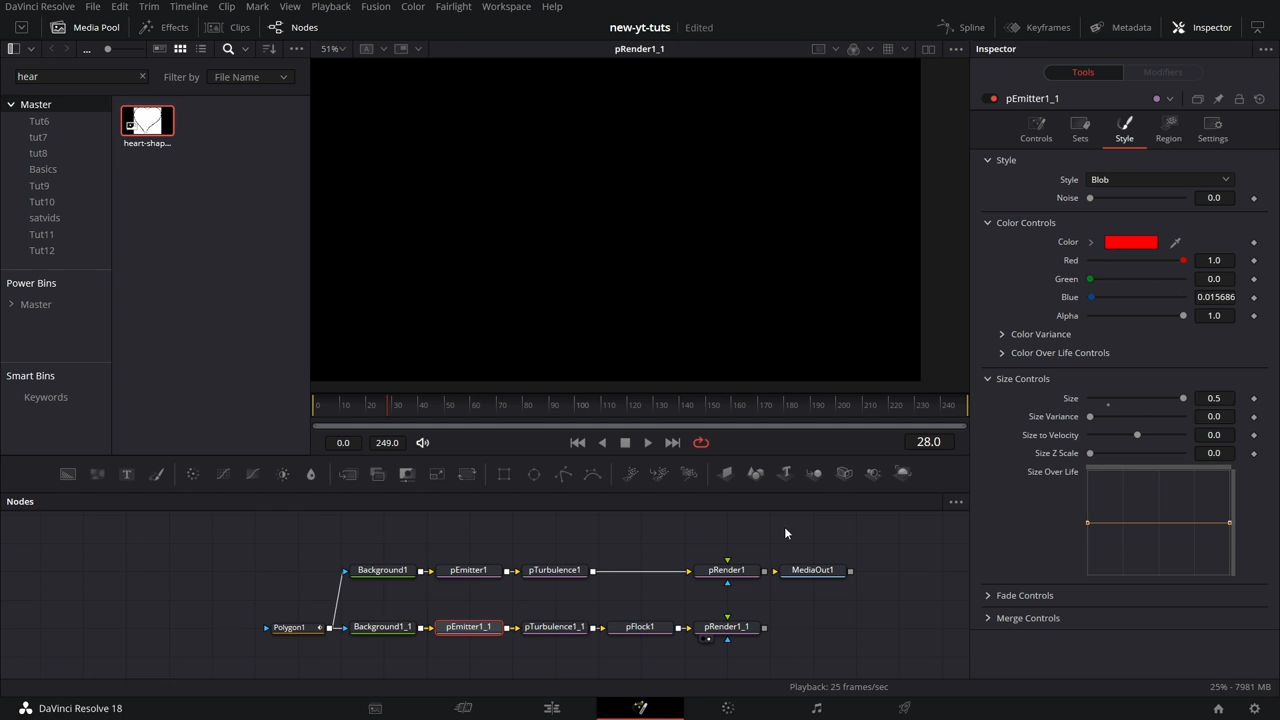 DaVinci Resolve File Edit Trim Timeline Clip Mark View Playback Fusion Color Fairlight Workspace Help
Media Pool Effects Clips Nodes new-yt-tuts Edited Spline Keyframes Metadata Inspector
... 51% pRender1_1 Inspector
hear Filter by File Name
Tools Modifiers
Master
Tut6
tut7
tut8
Basics
Tut9
Tut10
satvids
Tut11
Tut12
Power Bins
Master
Smart Bins
Keywords
heart-shap...
0 10 20 30 40 50 60 70 80 90 100 110 120 130 140 150 160 170 180 190 200 210 220 230 240
0.0 249.0 28.0
Nodes
Background1 pEmitter1 pTurbulence1 pRender1 MediaOut1
Polygon1 Background1_1 pEmitter1_1 pTurbulence1_1 pFlock1 pRender1_1
pEmitter1_1
Controls Sets Style Region Settings
Style
Style Blob
Noise 0.0
Color Controls
Color
Red 1.0
Green 0.0
Blue 0.015686
Alpha 1.0
Color Variance
Color Over Life Controls
Size Controls
Size 0.5
Size Variance 0.0
Size to Velocity 0.0
Size Z Scale 0.0
Size Over Life
Fade Controls
Merge Controls
Playback: 25 frames/sec 25% - 7981 MB
DaVinci Resolve 18